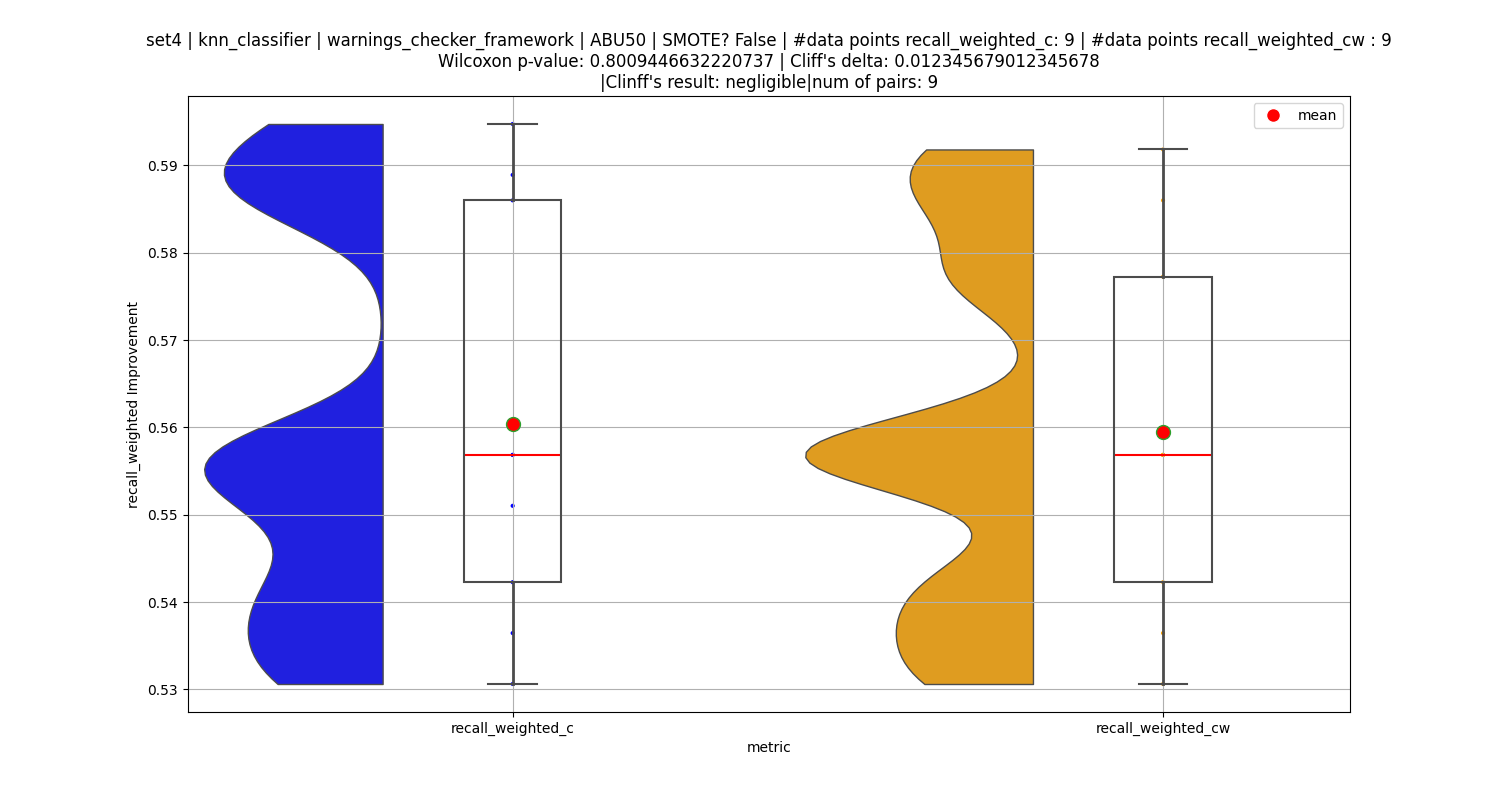 set4 | knn_classifier | warnings_checker_framework | ABU50 | SMOTE? False | #data points recall_weighted_c: 9 | #data points recall_weighted_cw : 9
Wilcoxon p-value: 0.8009446632220737 | Cliff's delta: 0.012345679012345678
|Clinff's result: negligible|num of pairs: 9
mean
0.59
0.58
0.57
0.56
0.55
0.54
0.53
recall_weighted Improvement
recall_weighted_c
recall_weighted_cw
metric